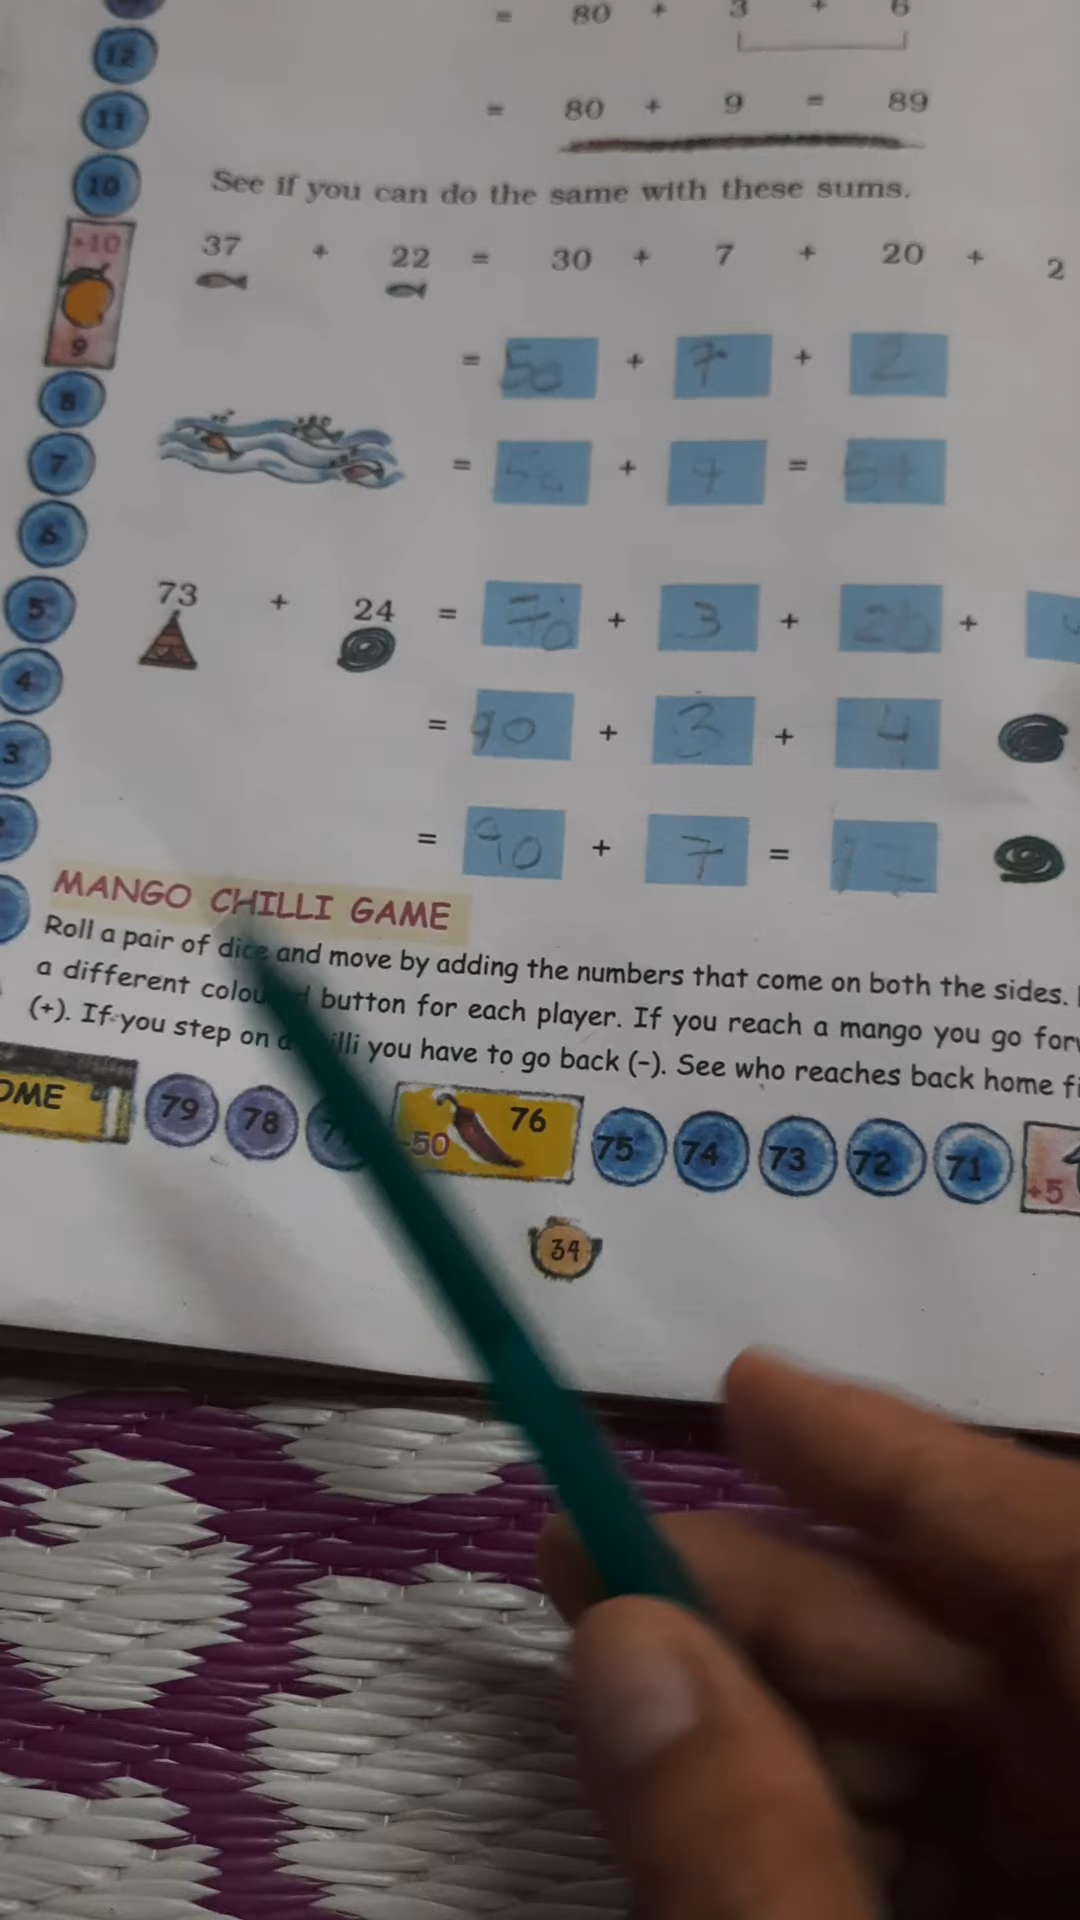 = 80 + 3 + 6
= 80 + 9 = 89
See if you can do the same with these sums.
37 + 22 = 30 + 7 + 20 + 2
= 50 + 7 + 2
= 50 +  =
73 + 24 = 70 + 3 + 20 + 4
= 90 + 3 + 4
= 90 + 7 =
MANGO CHILLI GAME
Roll a pair of dice and move by adding the numbers that come on both the sides.
a different button for each player. If you reach a mango you go
(+). If you step on a you have to go back (-). See who reaches back home
12
11
10
+10
9
8
7
6
5
4
3
79 78 -50 76 75 74 73 72 71 +5
34